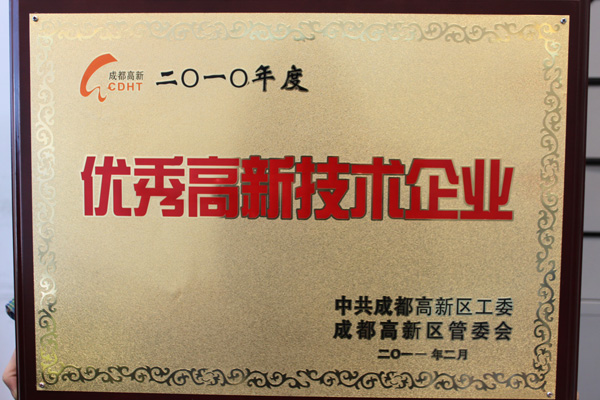 成都高新
CDHT
二〇一〇年度
优秀高新技术企业
中共成都高新区工委
成都高新区管委会
二〇一一年二月